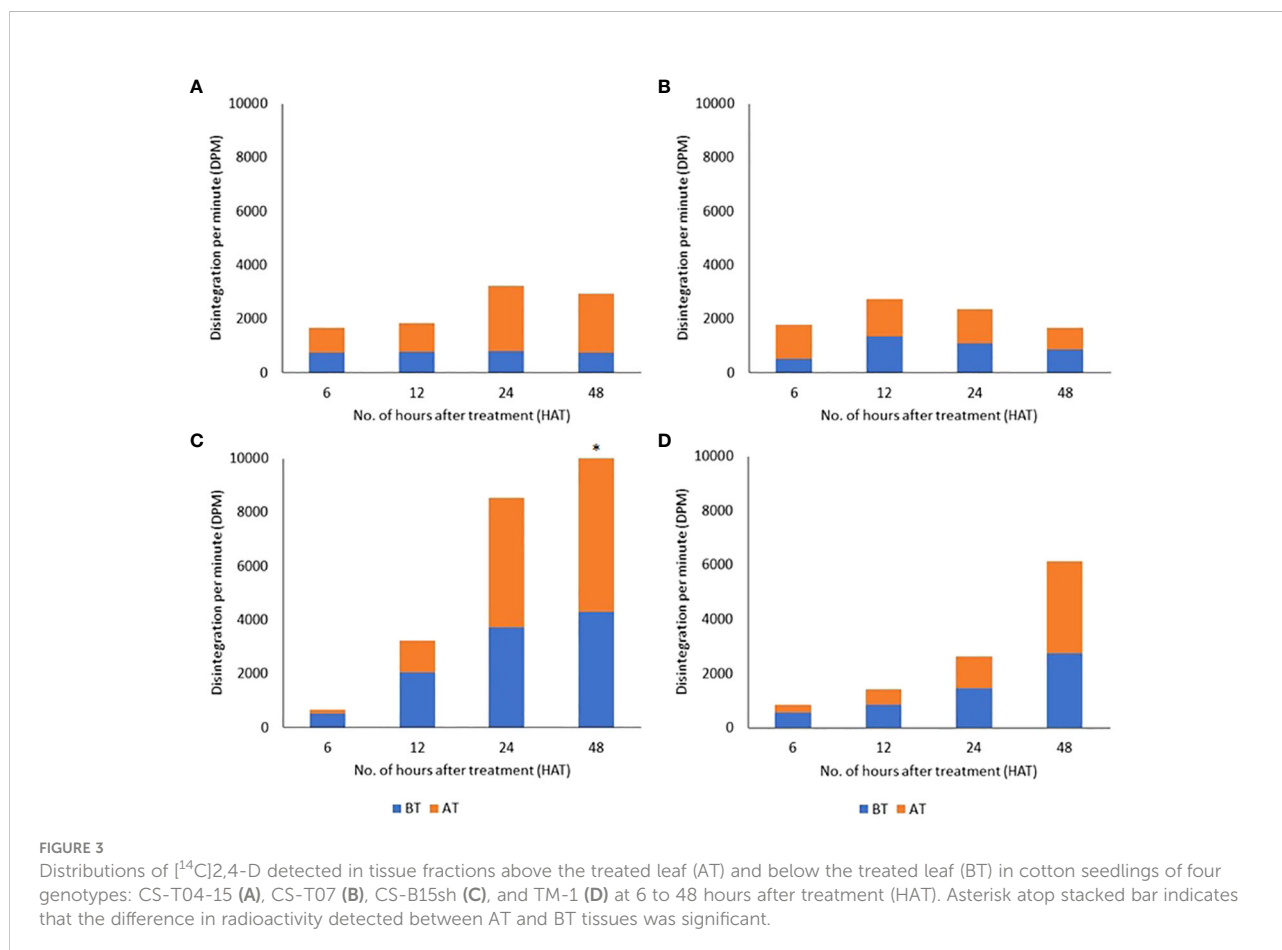 A
Disintegration per minute (DPM)
10000
8000
6000
4000
2000
0
6 12 24 48
No. of hours after treatment (HAT)
B
Disintegration per minute (DPM)
10000
8000
6000
4000
2000
0
6 12 24 48
No. of hours after treatment (HAT)
C
Disintegration per minute (DPM)
10000
8000
6000
4000
2000
0
*
6 12 24 48
No. of hours after treatment (HAT)
BT AT
D
Disintegration per minute (DPM)
10000
8000
6000
4000
2000
0
6 12 24 48
No. of hours after treatment (HAT)
BT AT
FIGURE 3
Distributions of [¹⁴C]2,4-D detected in tissue fractions above the treated leaf (AT) and below the treated leaf (BT) in cotton seedlings of four
genotypes: CS-T04-15 (A), CS-T07 (B), CS-B15sh (C), and TM-1 (D) at 6 to 48 hours after treatment (HAT). Asterisk atop stacked bar indicates
that the difference in radioactivity detected between AT and BT tissues was significant.